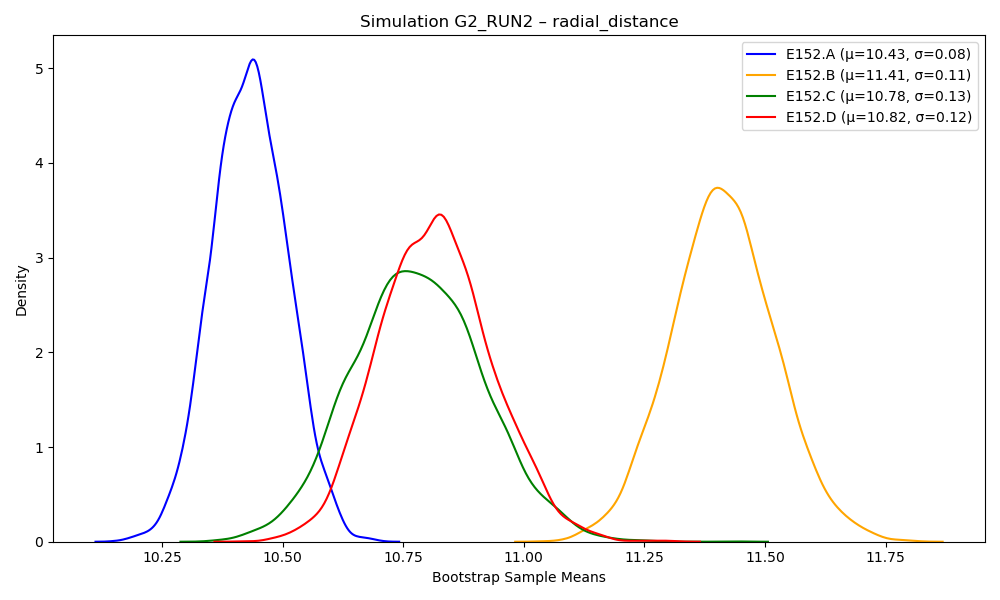 Simulation G2_RUN2 – radial_distance
E152.A (μ=10.43, σ=0.08)
E152.B (μ=11.41, σ=0.11)
E152.C (μ=10.78, σ=0.13)
E152.D (μ=10.82, σ=0.12)
Density
5
4
3
2
1
0
10.25 10.50 10.75 11.00 11.25 11.50 11.75
Bootstrap Sample Means